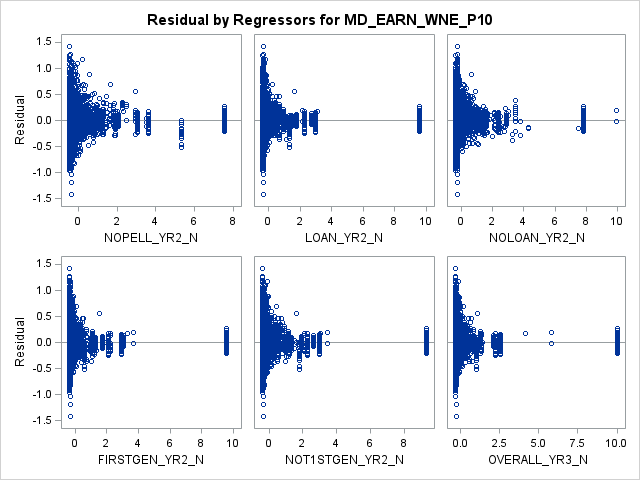 Residual by Regressors for MD_EARN_WNE_P10
1.5
1.0
0.5
0.0
-0.5
-1.0
-1.5
Residual
0 2 4 6 8
NOPELL_YR2_N
0 2 4 6 8 10
LOAN_YR2_N
0 2 4 6 8 10
NOLOAN_YR2_N
1.5
1.0
0.5
0.0
-0.5
-1.0
-1.5
Residual
0 2 4 6 8 10
FIRSTGEN_YR2_N
0 2 4 6 8
NOT1STGEN_YR2_N
0.0 2.5 5.0 7.5 10.0
OVERALL_YR3_N